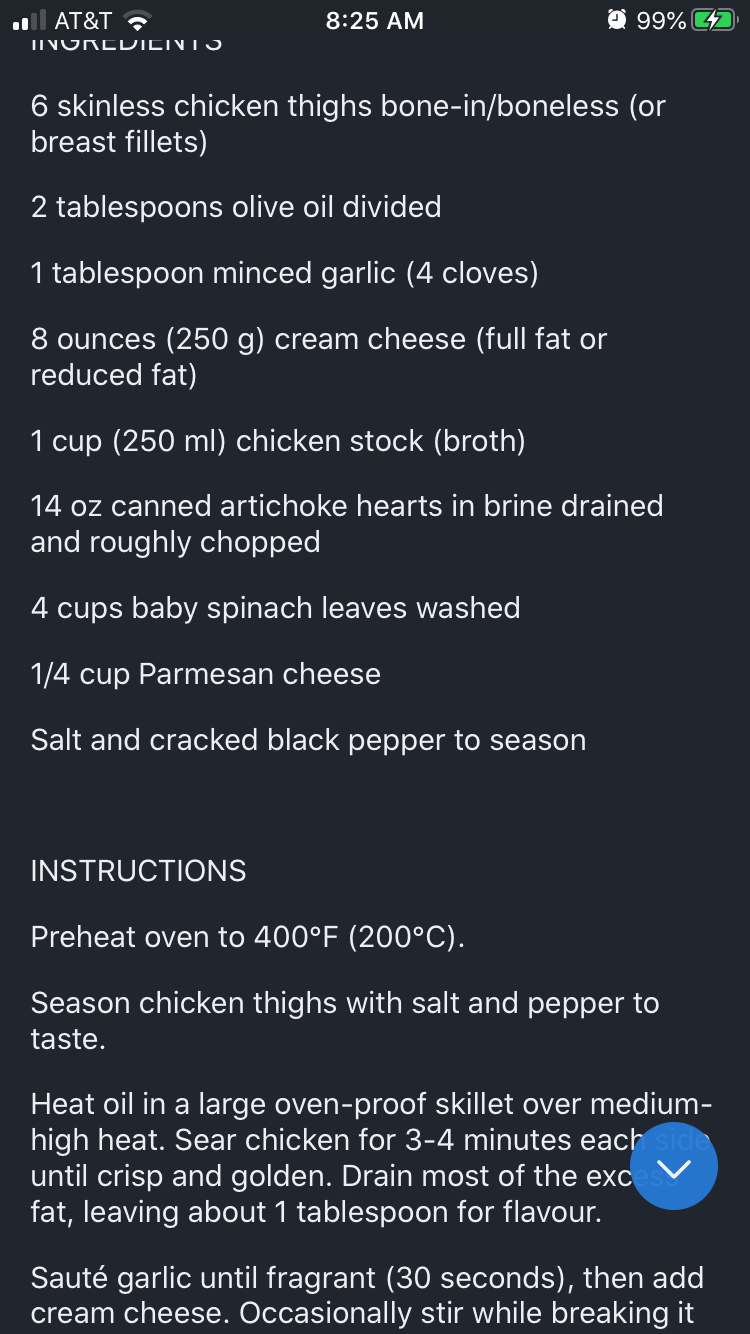 AT&T 8:25 AM 99%
INGREDIENTS
6 skinless chicken thighs bone-in/boneless (or
breast fillets)
2 tablespoons olive oil divided
1 tablespoon minced garlic (4 cloves)
8 ounces (250 g) cream cheese (full fat or
reduced fat)
1 cup (250 ml) chicken stock (broth)
14 oz canned artichoke hearts in brine drained
and roughly chopped
4 cups baby spinach leaves washed
1/4 cup Parmesan cheese
Salt and cracked black pepper to season
INSTRUCTIONS
Preheat oven to 400°F (200°C).
Season chicken thighs with salt and pepper to
taste.
Heat oil in a large oven-proof skillet over medium-
high heat. Sear chicken for 3-4 minutes each side
until crisp and golden. Drain most of the excess
fat, leaving about 1 tablespoon for flavour.
Sauté garlic until fragrant (30 seconds), then add
cream cheese. Occasionally stir while breaking it